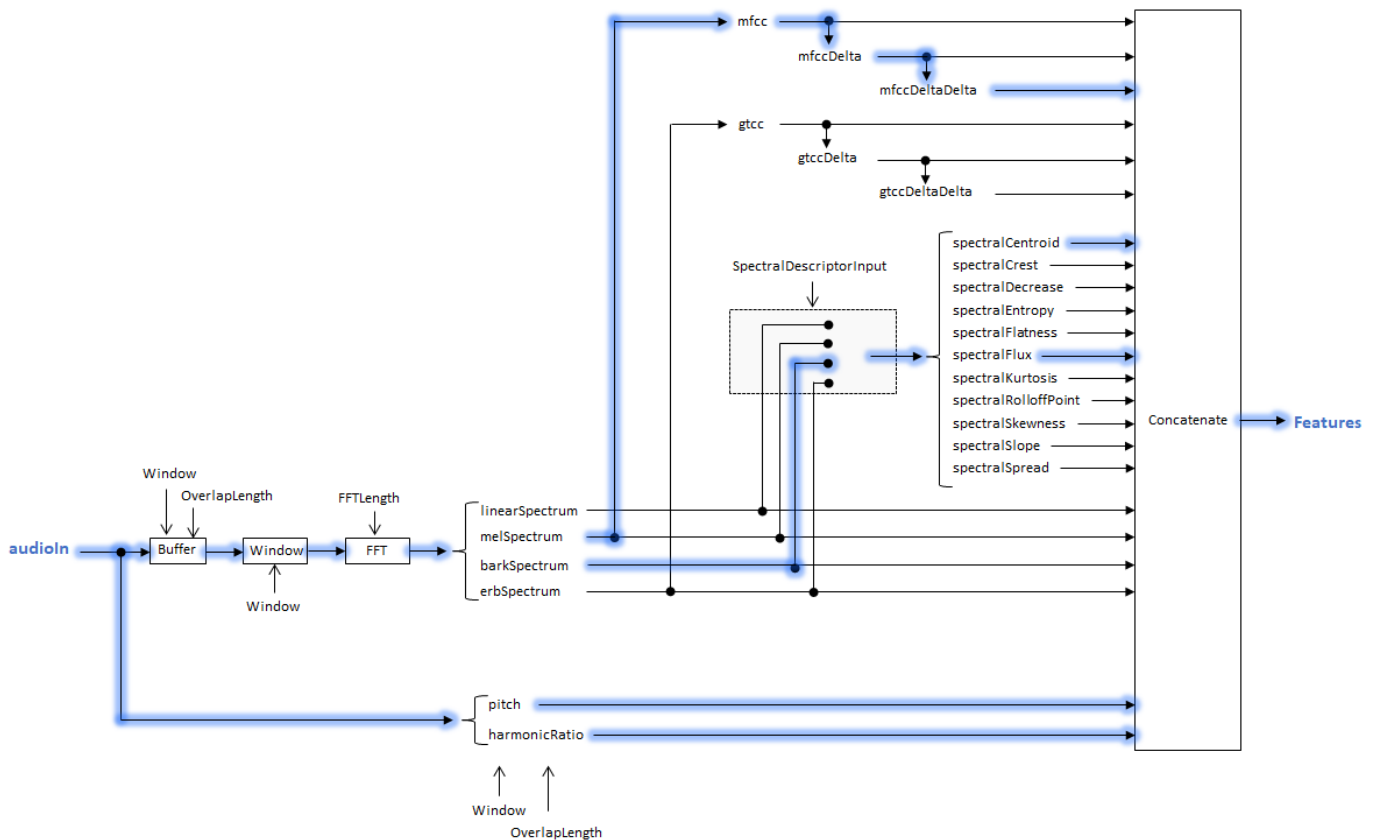 mfcc
mfccDelta
mfccDeltaDelta
gtcc
gtccDelta
gtccDeltaDelta
SpectralDescriptorInput
spectralCentroid
spectralCrest
spectralDecrease
spectralEntropy
spectralFlatness
spectralFlux
spectralKurtosis
spectralRolloffPoint
spectralSkewness
spectralSlope
spectralSpread
Concatenate
Features
Window
OverlapLength
FFTLength
audioIn
Buffer
Window
FFT
Window
linearSpectrum
melSpectrum
barkSpectrum
erbSpectrum
pitch
harmonicRatio
Window
OverlapLength